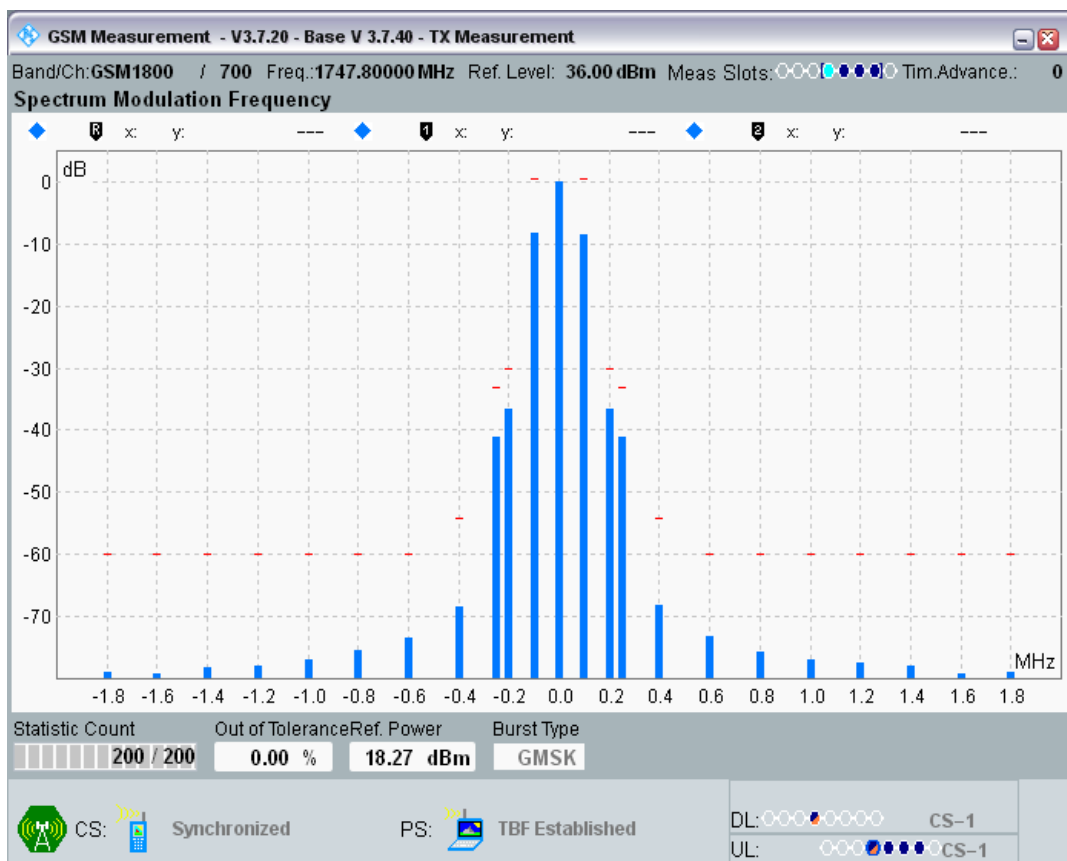 GSM Measurement - V3.7.20 - Base V 3.7.40 - TX Measurement
Band/Ch:GSM1800 / 700 Freq.:1747.80000 MHz Ref. Level: 36.00 dBm Meas Slots: Tim.Advance.: 0
Spectrum Modulation Frequency
R x: y: --- 1 x: y: --- 2 x: y: ---
dB
0
-10
-20
-30
-40
-50
-60
-70
MHz
-1.8 -1.6 -1.4 -1.2 -1.0 -0.8 -0.6 -0.4 -0.2 0.0 0.2 0.4 0.6 0.8 1.0 1.2 1.4 1.6 1.8
Statistic Count Out of Tolerance Ref. Power Burst Type
200 / 200 0.00 % 18.27 dBm GMSK
CS: Synchronized PS: TBF Established
DL: CS-1
UL: CS-1